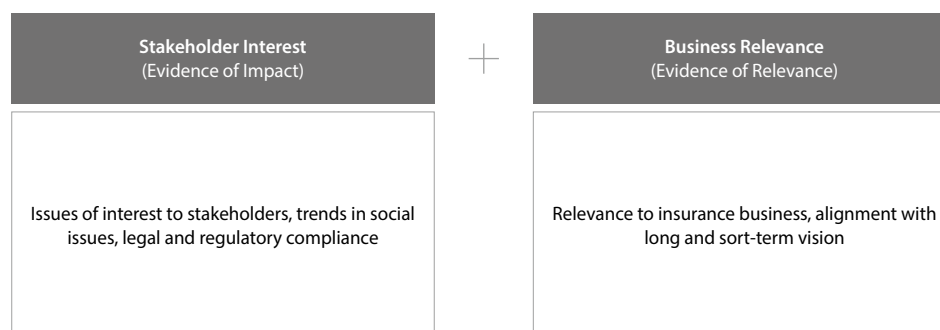 Stakeholder Interest
(Evidence of Impact)
Business Relevance
(Evidence of Relevance)
Issues of interest to stakeholders, trends in social
issues, legal and regulatory compliance
Relevance to insurance business, alignment with
long and sort-term vision